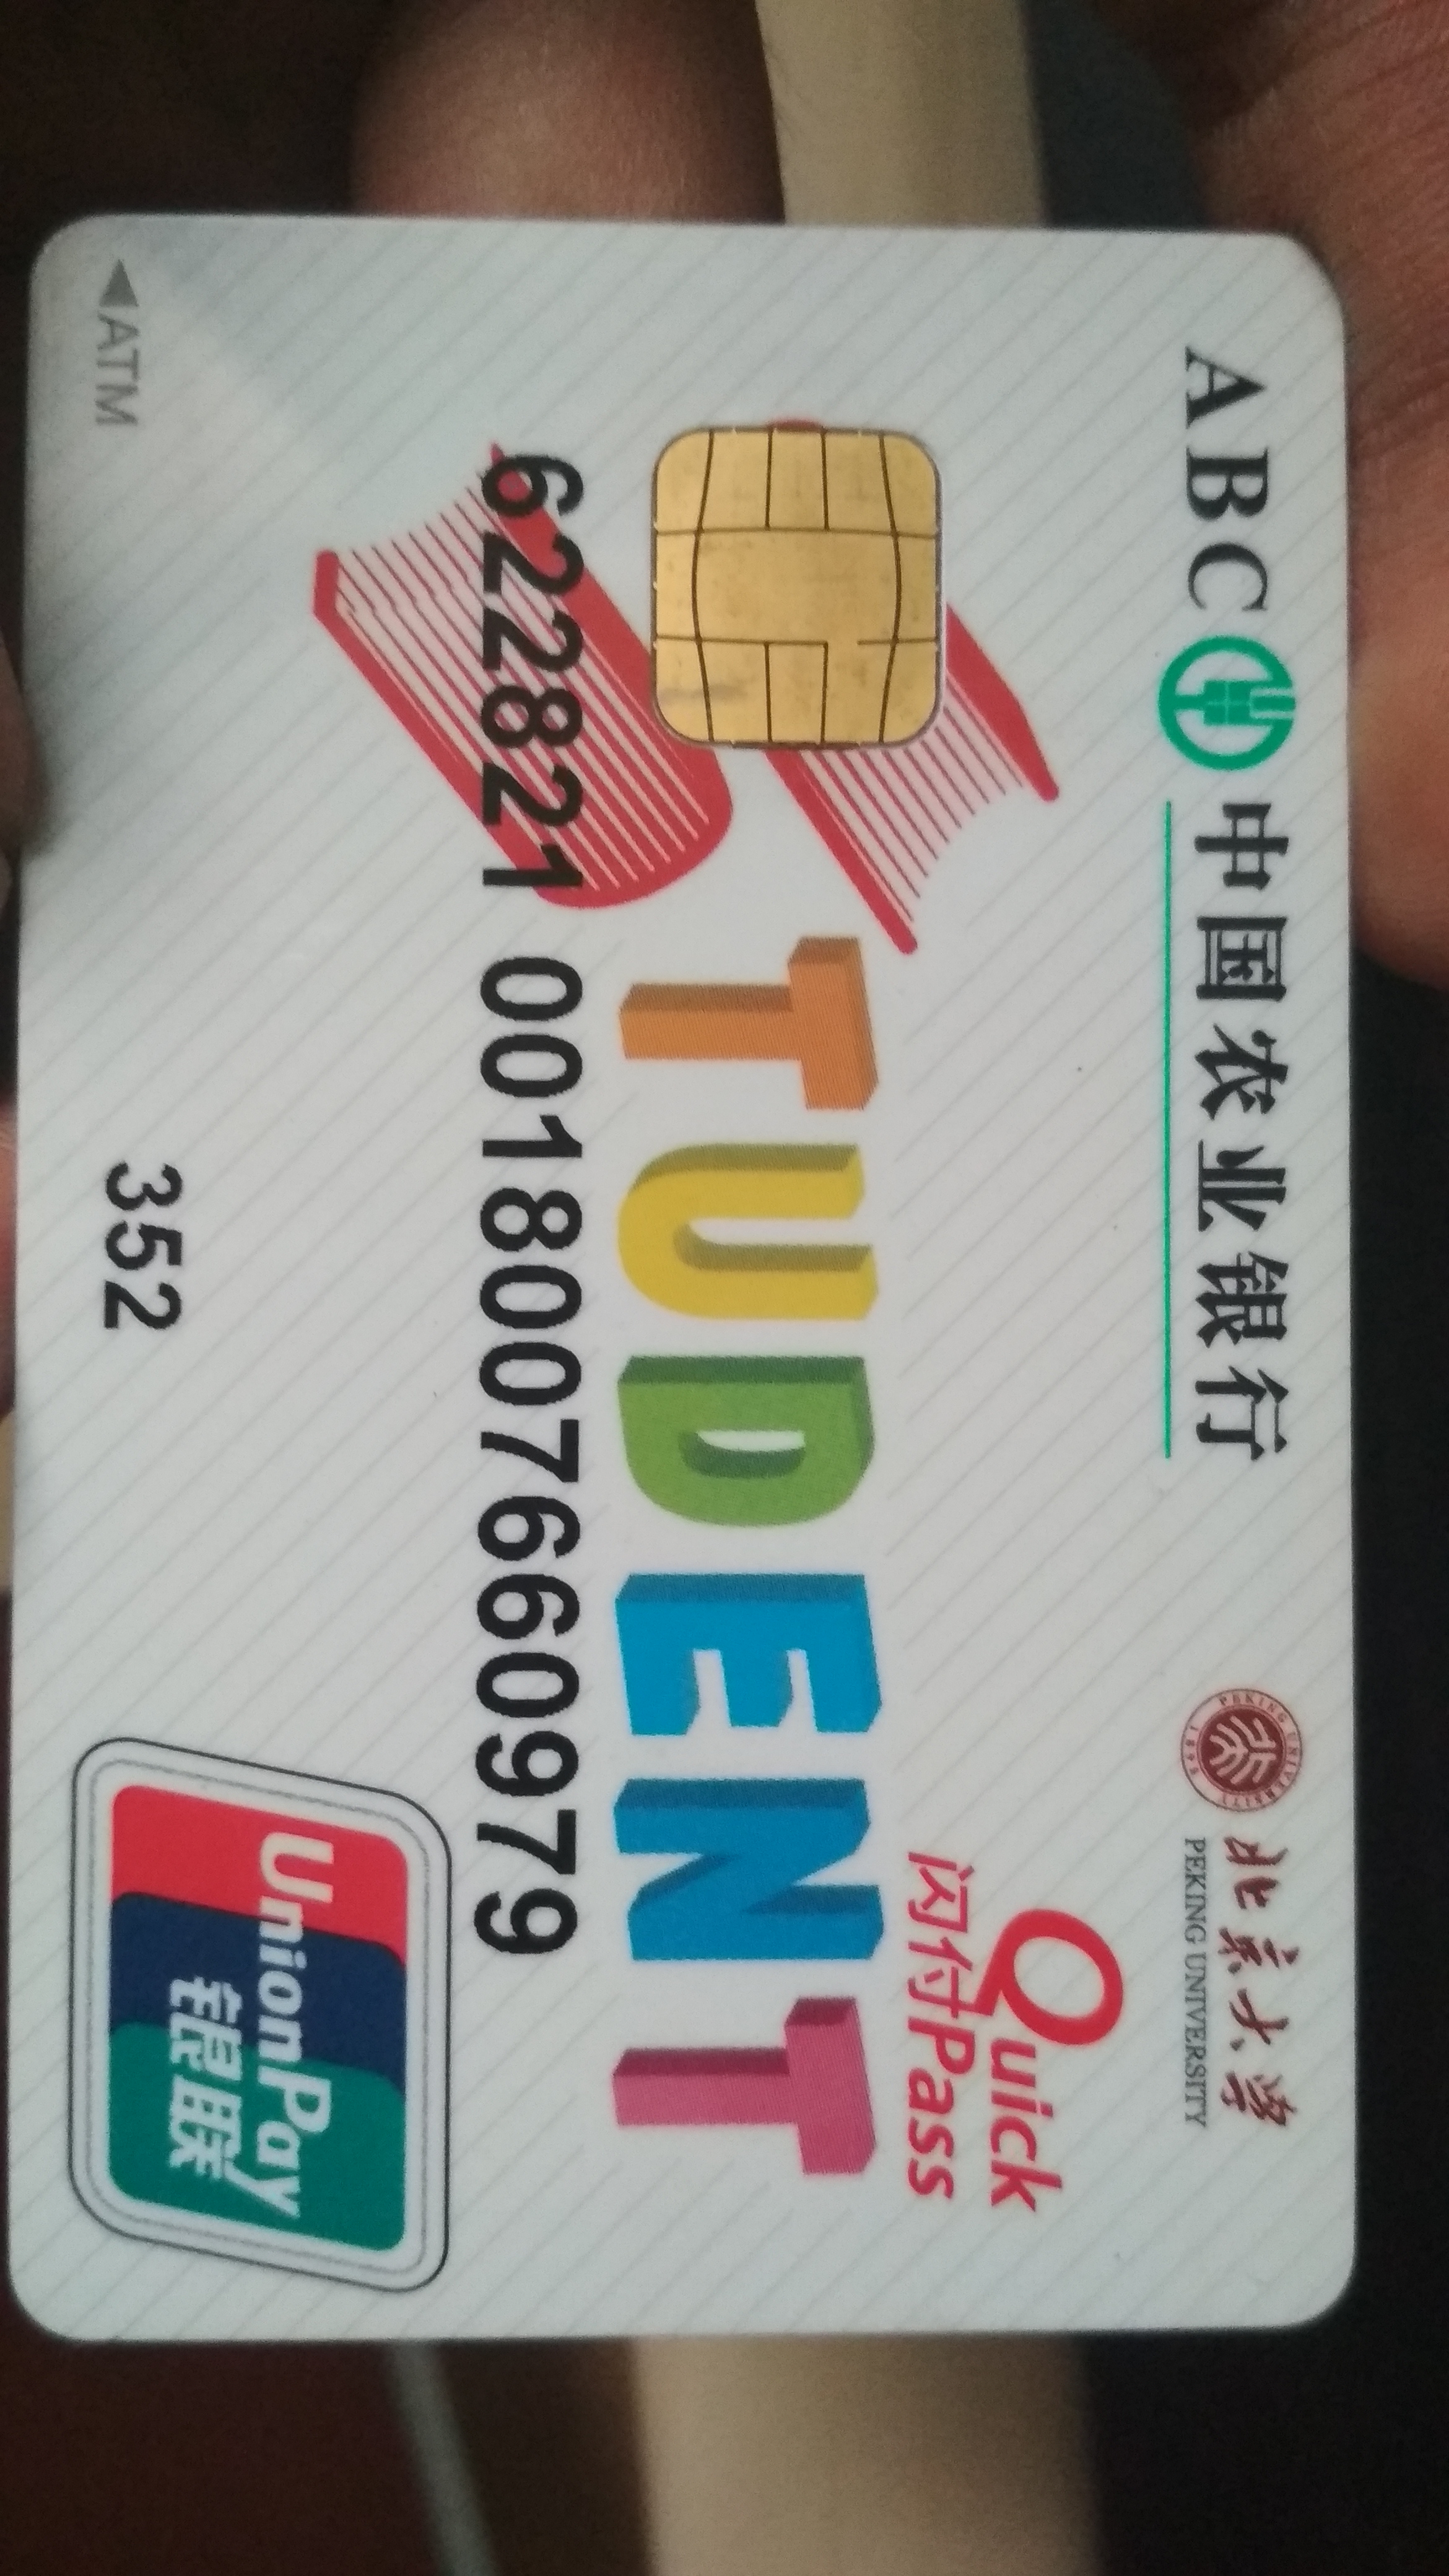 ABC 中国农业银行
PEKING UNIVERSITY 1898
北京大学
PEKING UNIVERSITY
Quick
闪付Pass
STUDENT
622821 0018007660979
UnionPay
银联
352
ATM